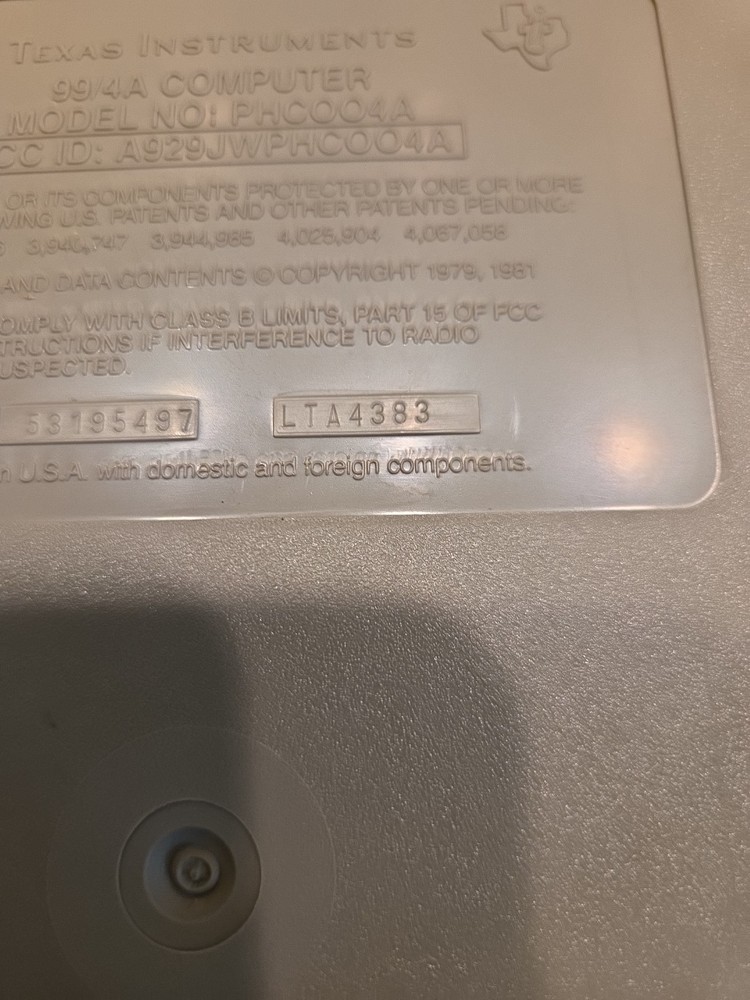 TEXAS INSTRUMENTS
99/4A COMPUTER
MODEL NO: PHC004A
CC ID: A929JWPHC004A
OR ITS COMPONENTS PROTECTED BY ONE OR MORE
WING U.S. PATENTS AND OTHER PATENTS PENDING:
3,940,747 3,944,985 4,025,904 4,067,058
AND DATA CONTENTS © COPYRIGHT 1979, 1981
OMPLY WITH CLASS B LIMITS, PART 15 OF FCC
TRUCTIONS IF INTERFERENCE TO RADIO
USPECTED.
53195497 LTA4383
n U.S.A. with domestic and foreign components.